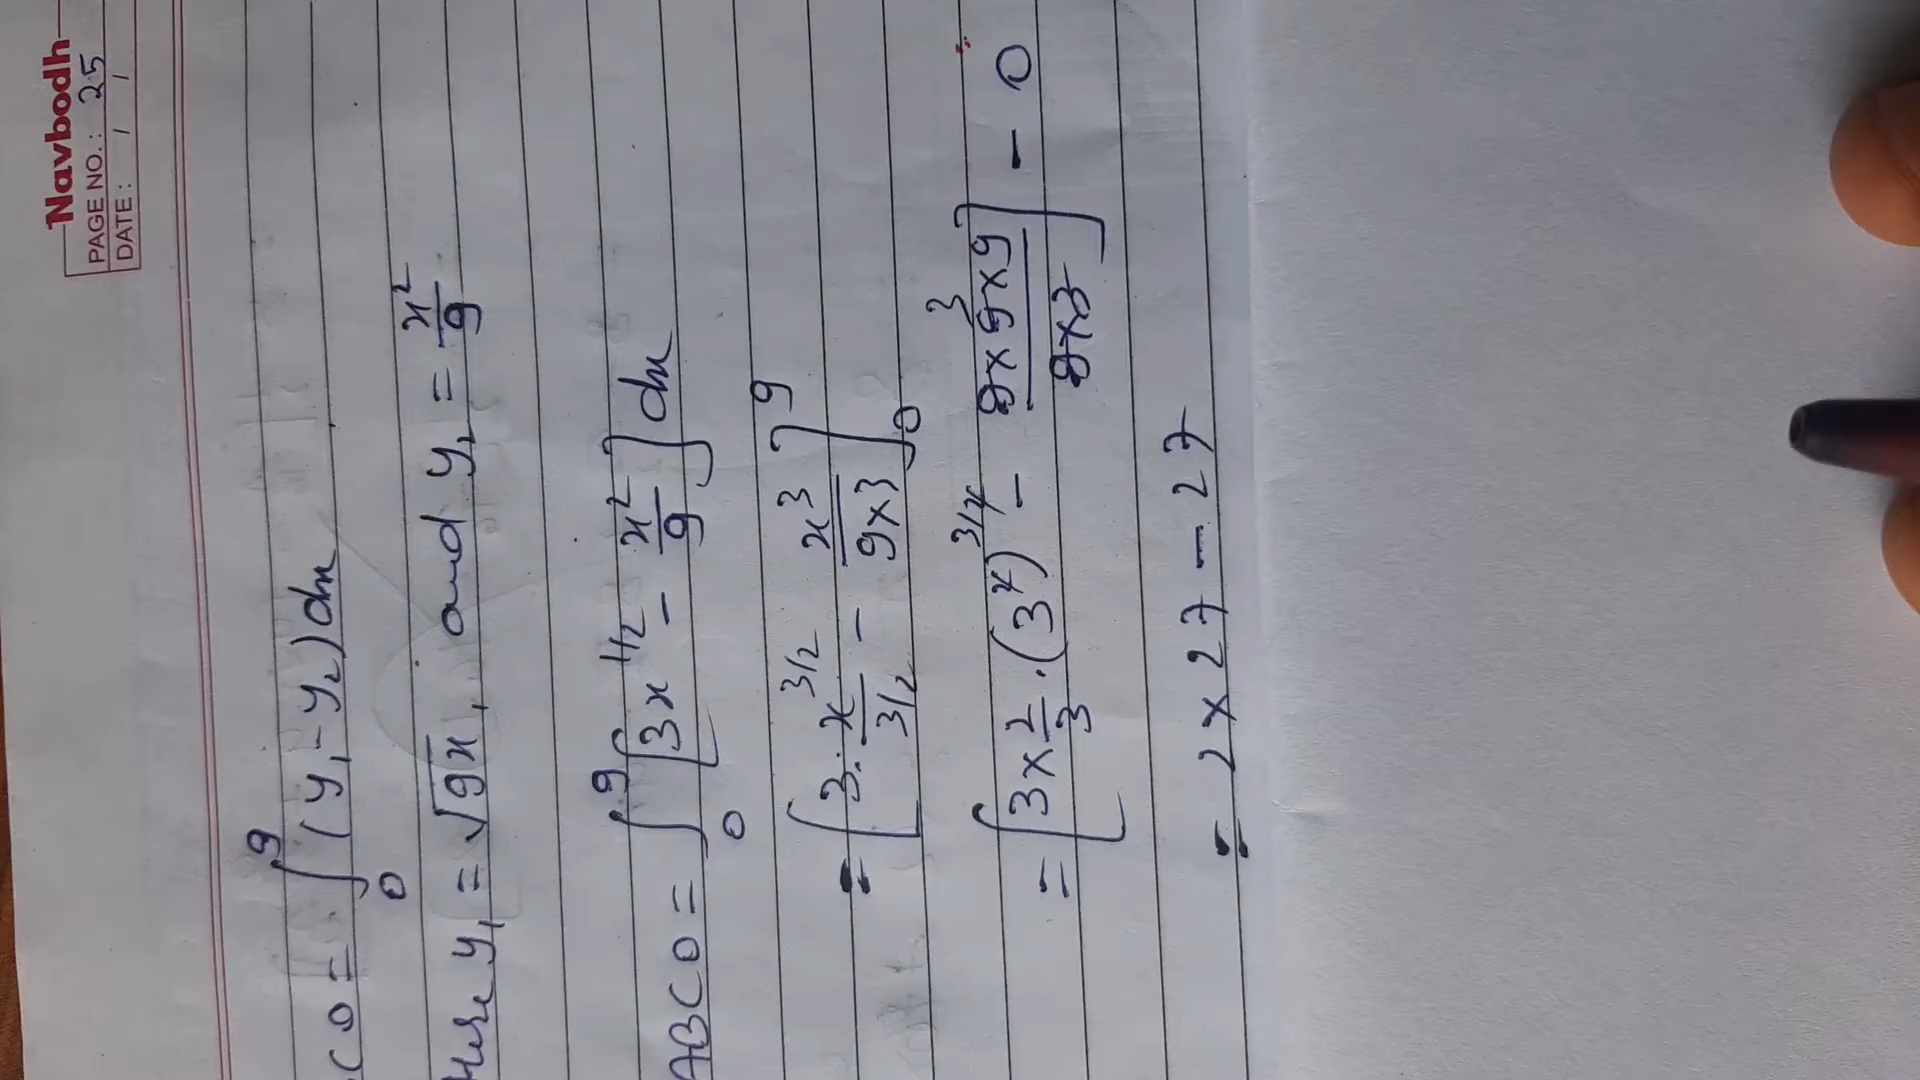 Navbodh
PAGE NO.: 25
DATE: / /
CO = ∫₀⁹ (y₁ - y₂) dx
Here y₁ = √9x, and y₂ = x²/9
ABCO = ∫₀⁹ [3x^1/2 - x²/9] dx
= [3. x^3/2 / 3/2 - x³ / 9×3]₀⁹
= [3 × 2/3 . (3²)^3/2 - 9×9×9 / 9×3] - 0
= 2 × 27 - 27